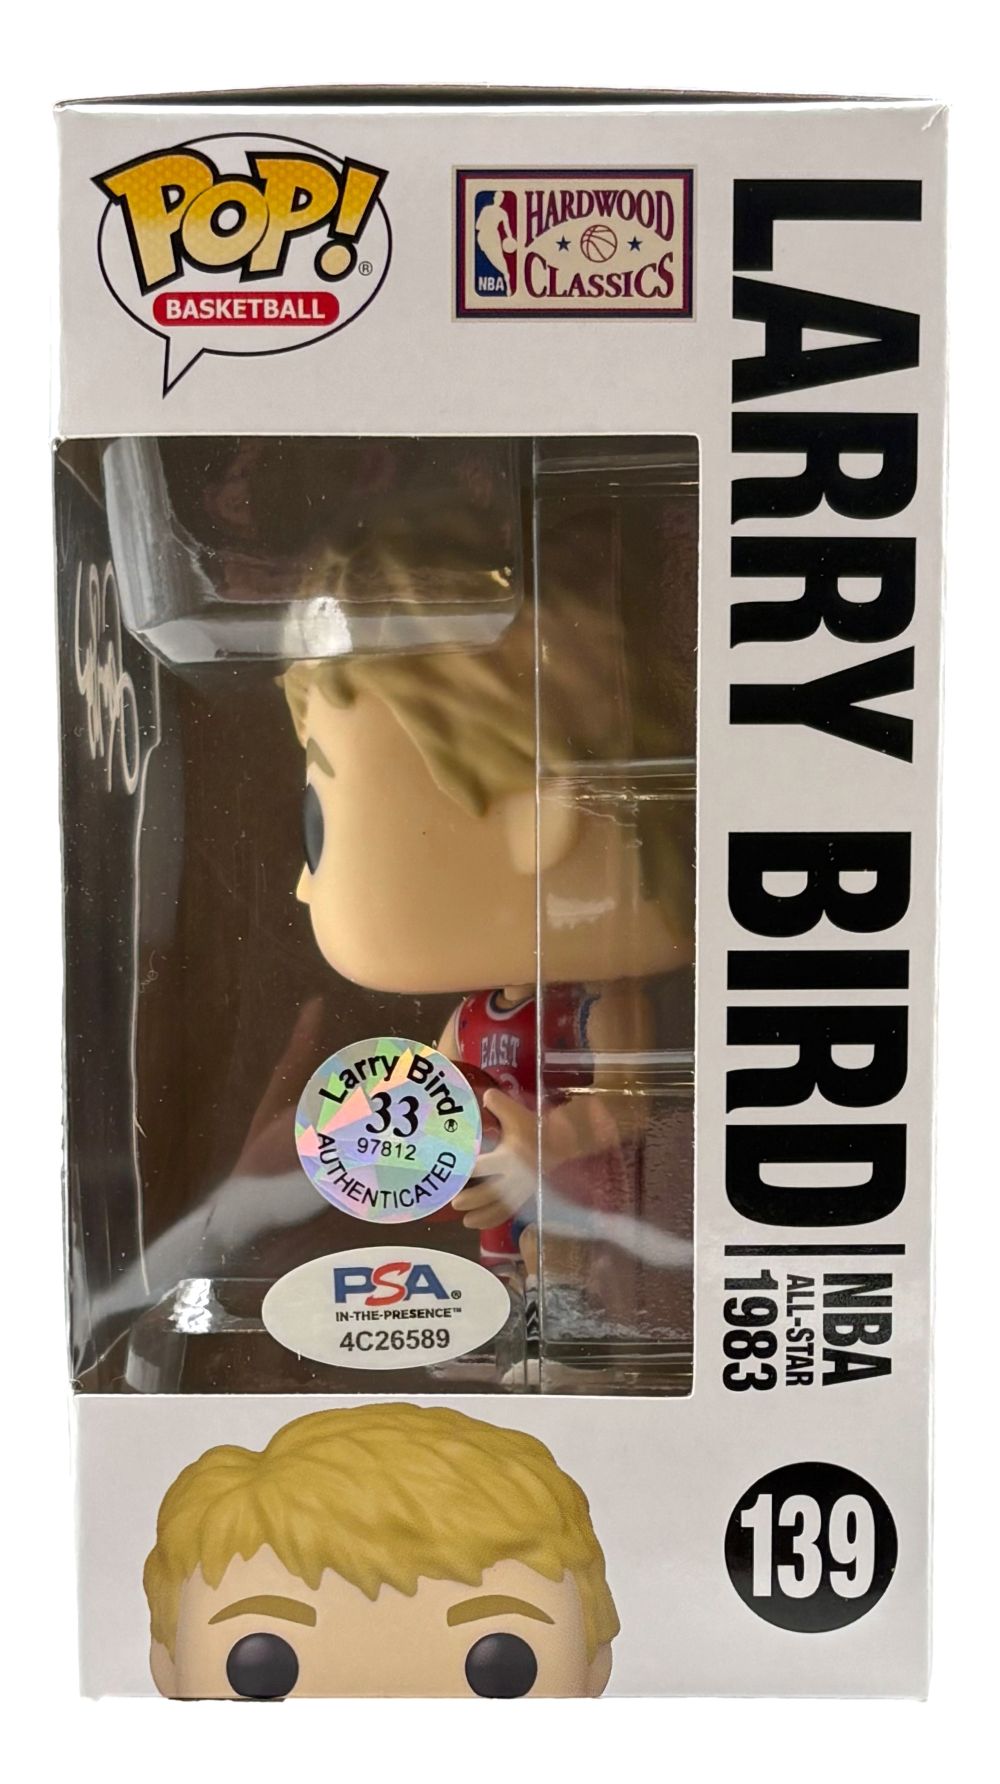 POP!®
BASKETBALL
NBA
HARDWOOD
CLASSICS
LARRY BIRD
NBA
ALL-STAR
1983
EAST
Larry Bird®
33
97812
AUTHENTICATED
PSA®
IN-THE-PRESENCE™
4C26589
139